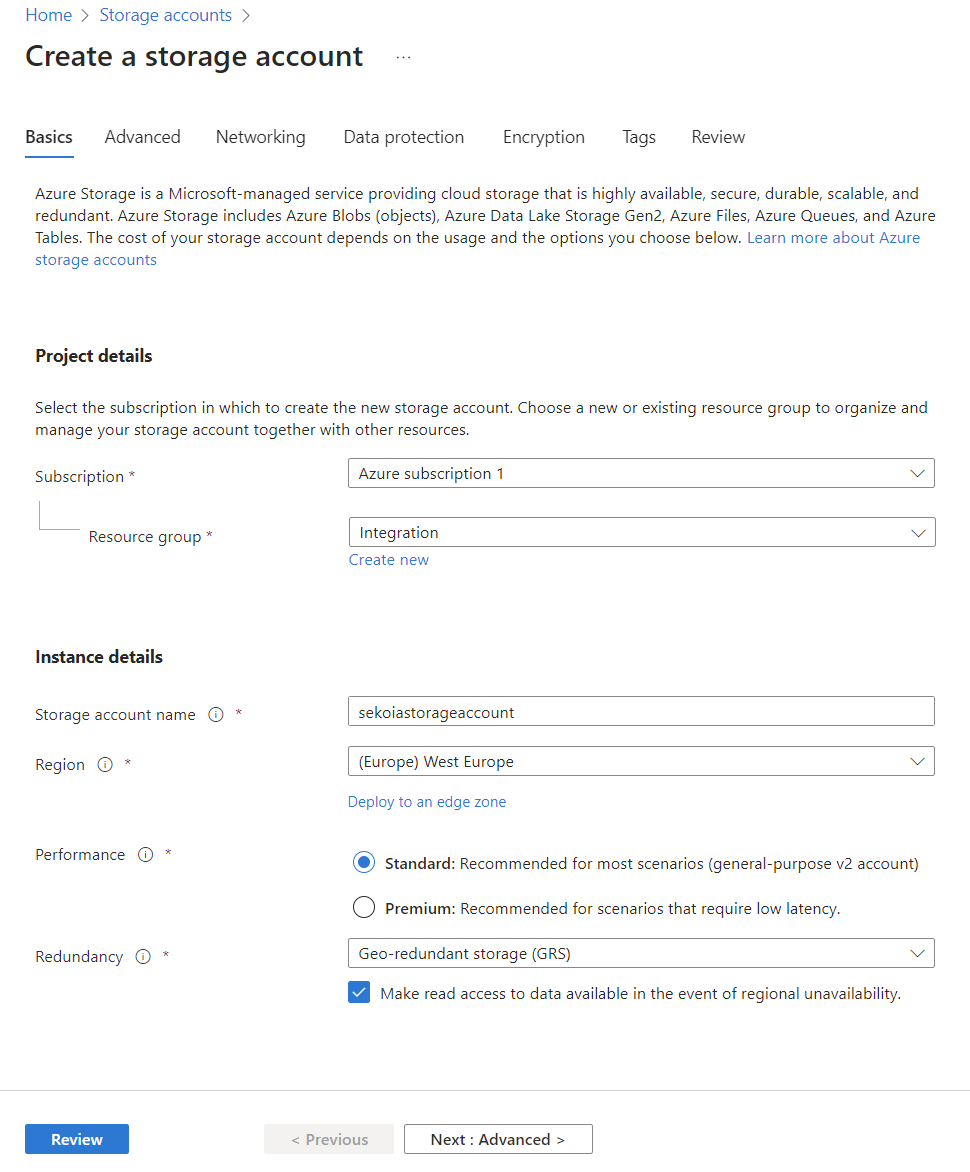 Home > Storage accounts >
Create a storage account ...
Basics Advanced Networking Data protection Encryption Tags Review
Azure Storage is a Microsoft-managed service providing cloud storage that is highly available, secure, durable, scalable, and
redundant. Azure Storage includes Azure Blobs (objects), Azure Data Lake Storage Gen2, Azure Files, Azure Queues, and Azure
Tables. The cost of your storage account depends on the usage and the options you choose below. Learn more about Azure
storage accounts
Project details
Select the subscription in which to create the new storage account. Choose a new or existing resource group to organize and
manage your storage account together with other resources.
Subscription * Azure subscription 1
Resource group * Integration
Create new
Instance details
Storage account name * sekoiastorageaccount
Region * (Europe) West Europe
Deploy to an edge zone
Performance * Standard: Recommended for most scenarios (general-purpose v2 account)
Premium: Recommended for scenarios that require low latency.
Redundancy * Geo-redundant storage (GRS)
Make read access to data available in the event of regional unavailability.
Review < Previous Next : Advanced >